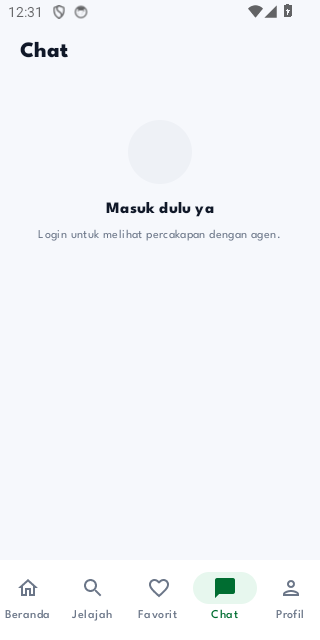 12:31
Chat
Masuk dulu ya
Login untuk melihat percakapan dengan agen.
Beranda
Jelajah
Favorit
Chat
Profil